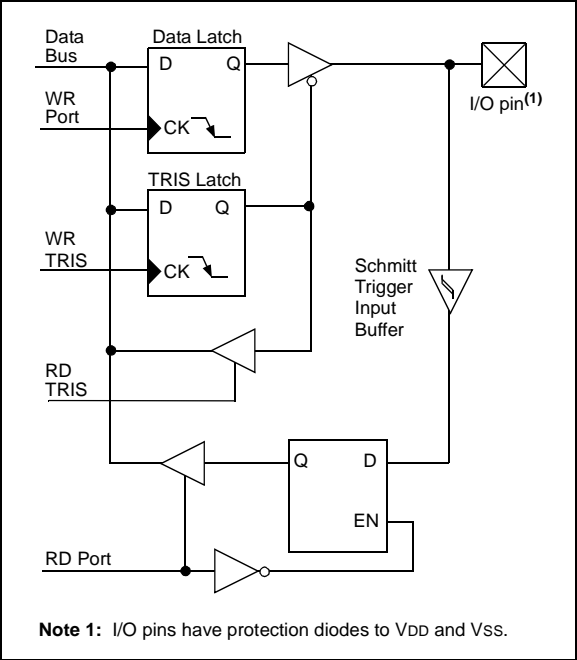 Data
Bus
Data Latch
D Q
WR
Port
CK
I/O pin(1)
TRIS Latch
D Q
WR
TRIS
CK
Schmitt
Trigger
Input
Buffer
RD
TRIS
Q D
EN
RD Port
Note 1: I/O pins have protection diodes to VDD and VSS.